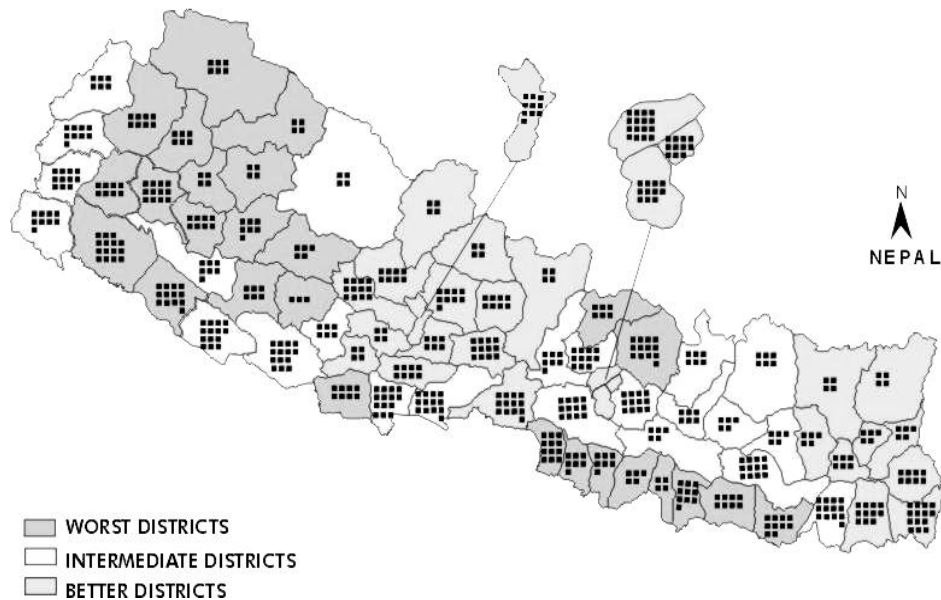 N
NEPAL
WORST DISTRICTS
INTERMEDIATE DISTRICTS
BETTER DISTRICTS